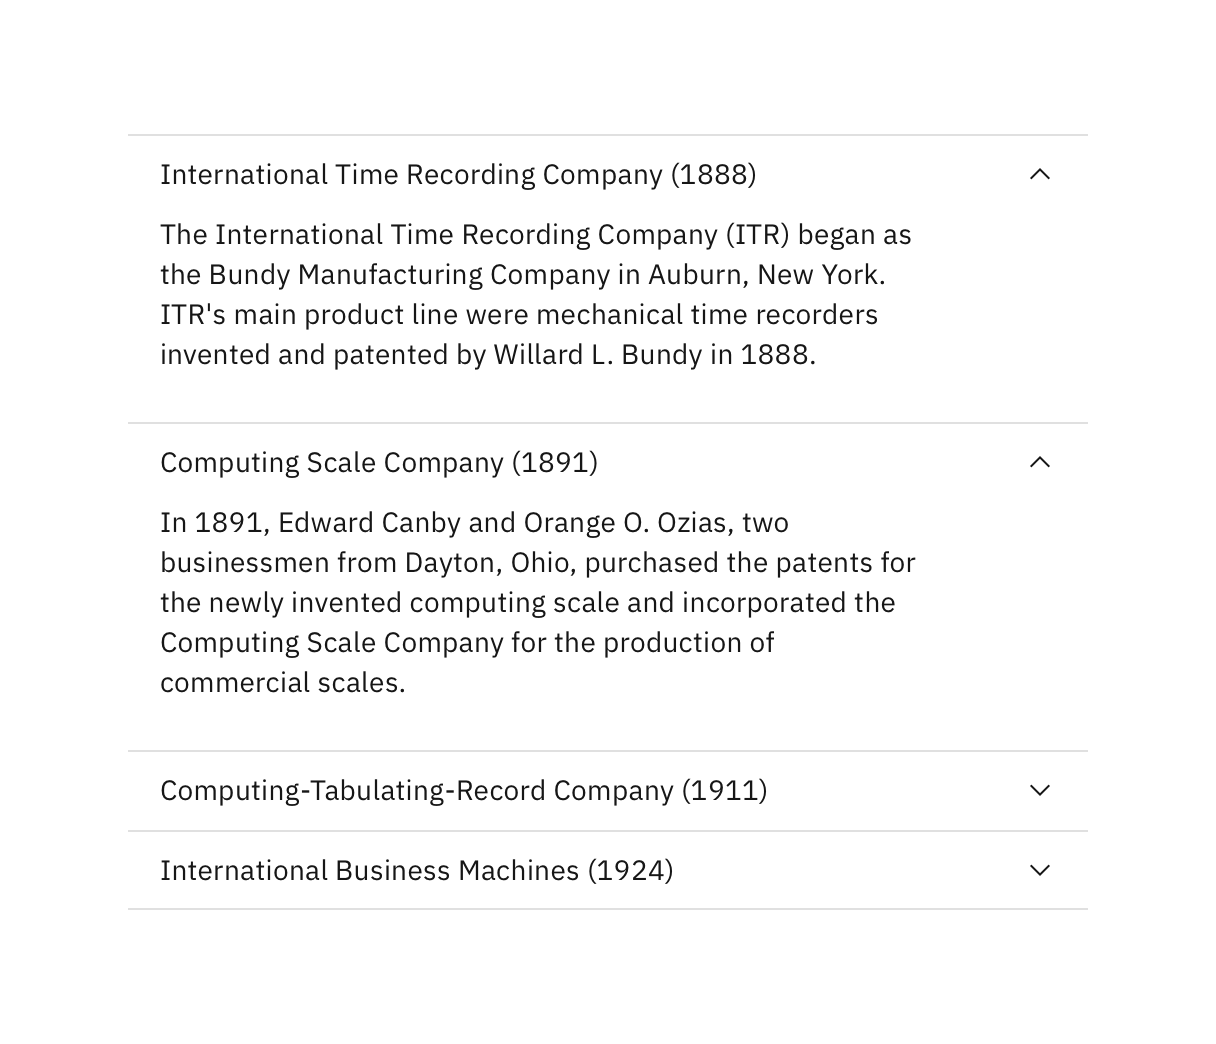 International Time Recording Company (1888)
The International Time Recording Company (ITR) began as
the Bundy Manufacturing Company in Auburn, New York.
ITR's main product line were mechanical time recorders
invented and patented by Willard L. Bundy in 1888.
Computing Scale Company (1891)
In 1891, Edward Canby and Orange O. Ozias, two
businessmen from Dayton, Ohio, purchased the patents for
the newly invented computing scale and incorporated the
Computing Scale Company for the production of
commercial scales.
Computing-Tabulating-Record Company (1911)
International Business Machines (1924)